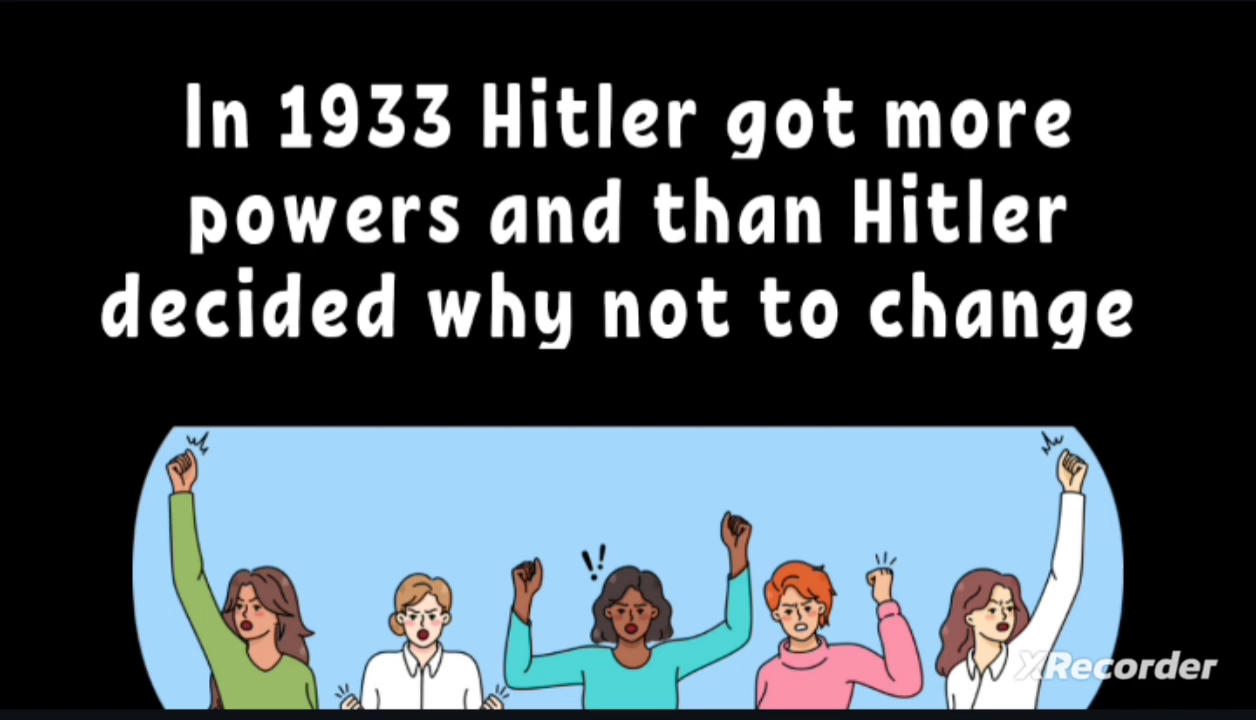 In 1933 Hitler got more
powers and than Hitler
decided why not to change
!!
XRecorder